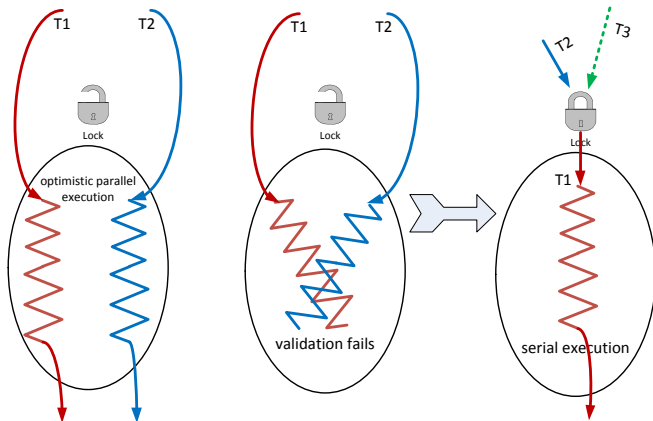 T1
T2
Lock
optimistic parallel
execution
T1
T2
Lock
validation fails
T2
T3
Lock
T1
serial execution